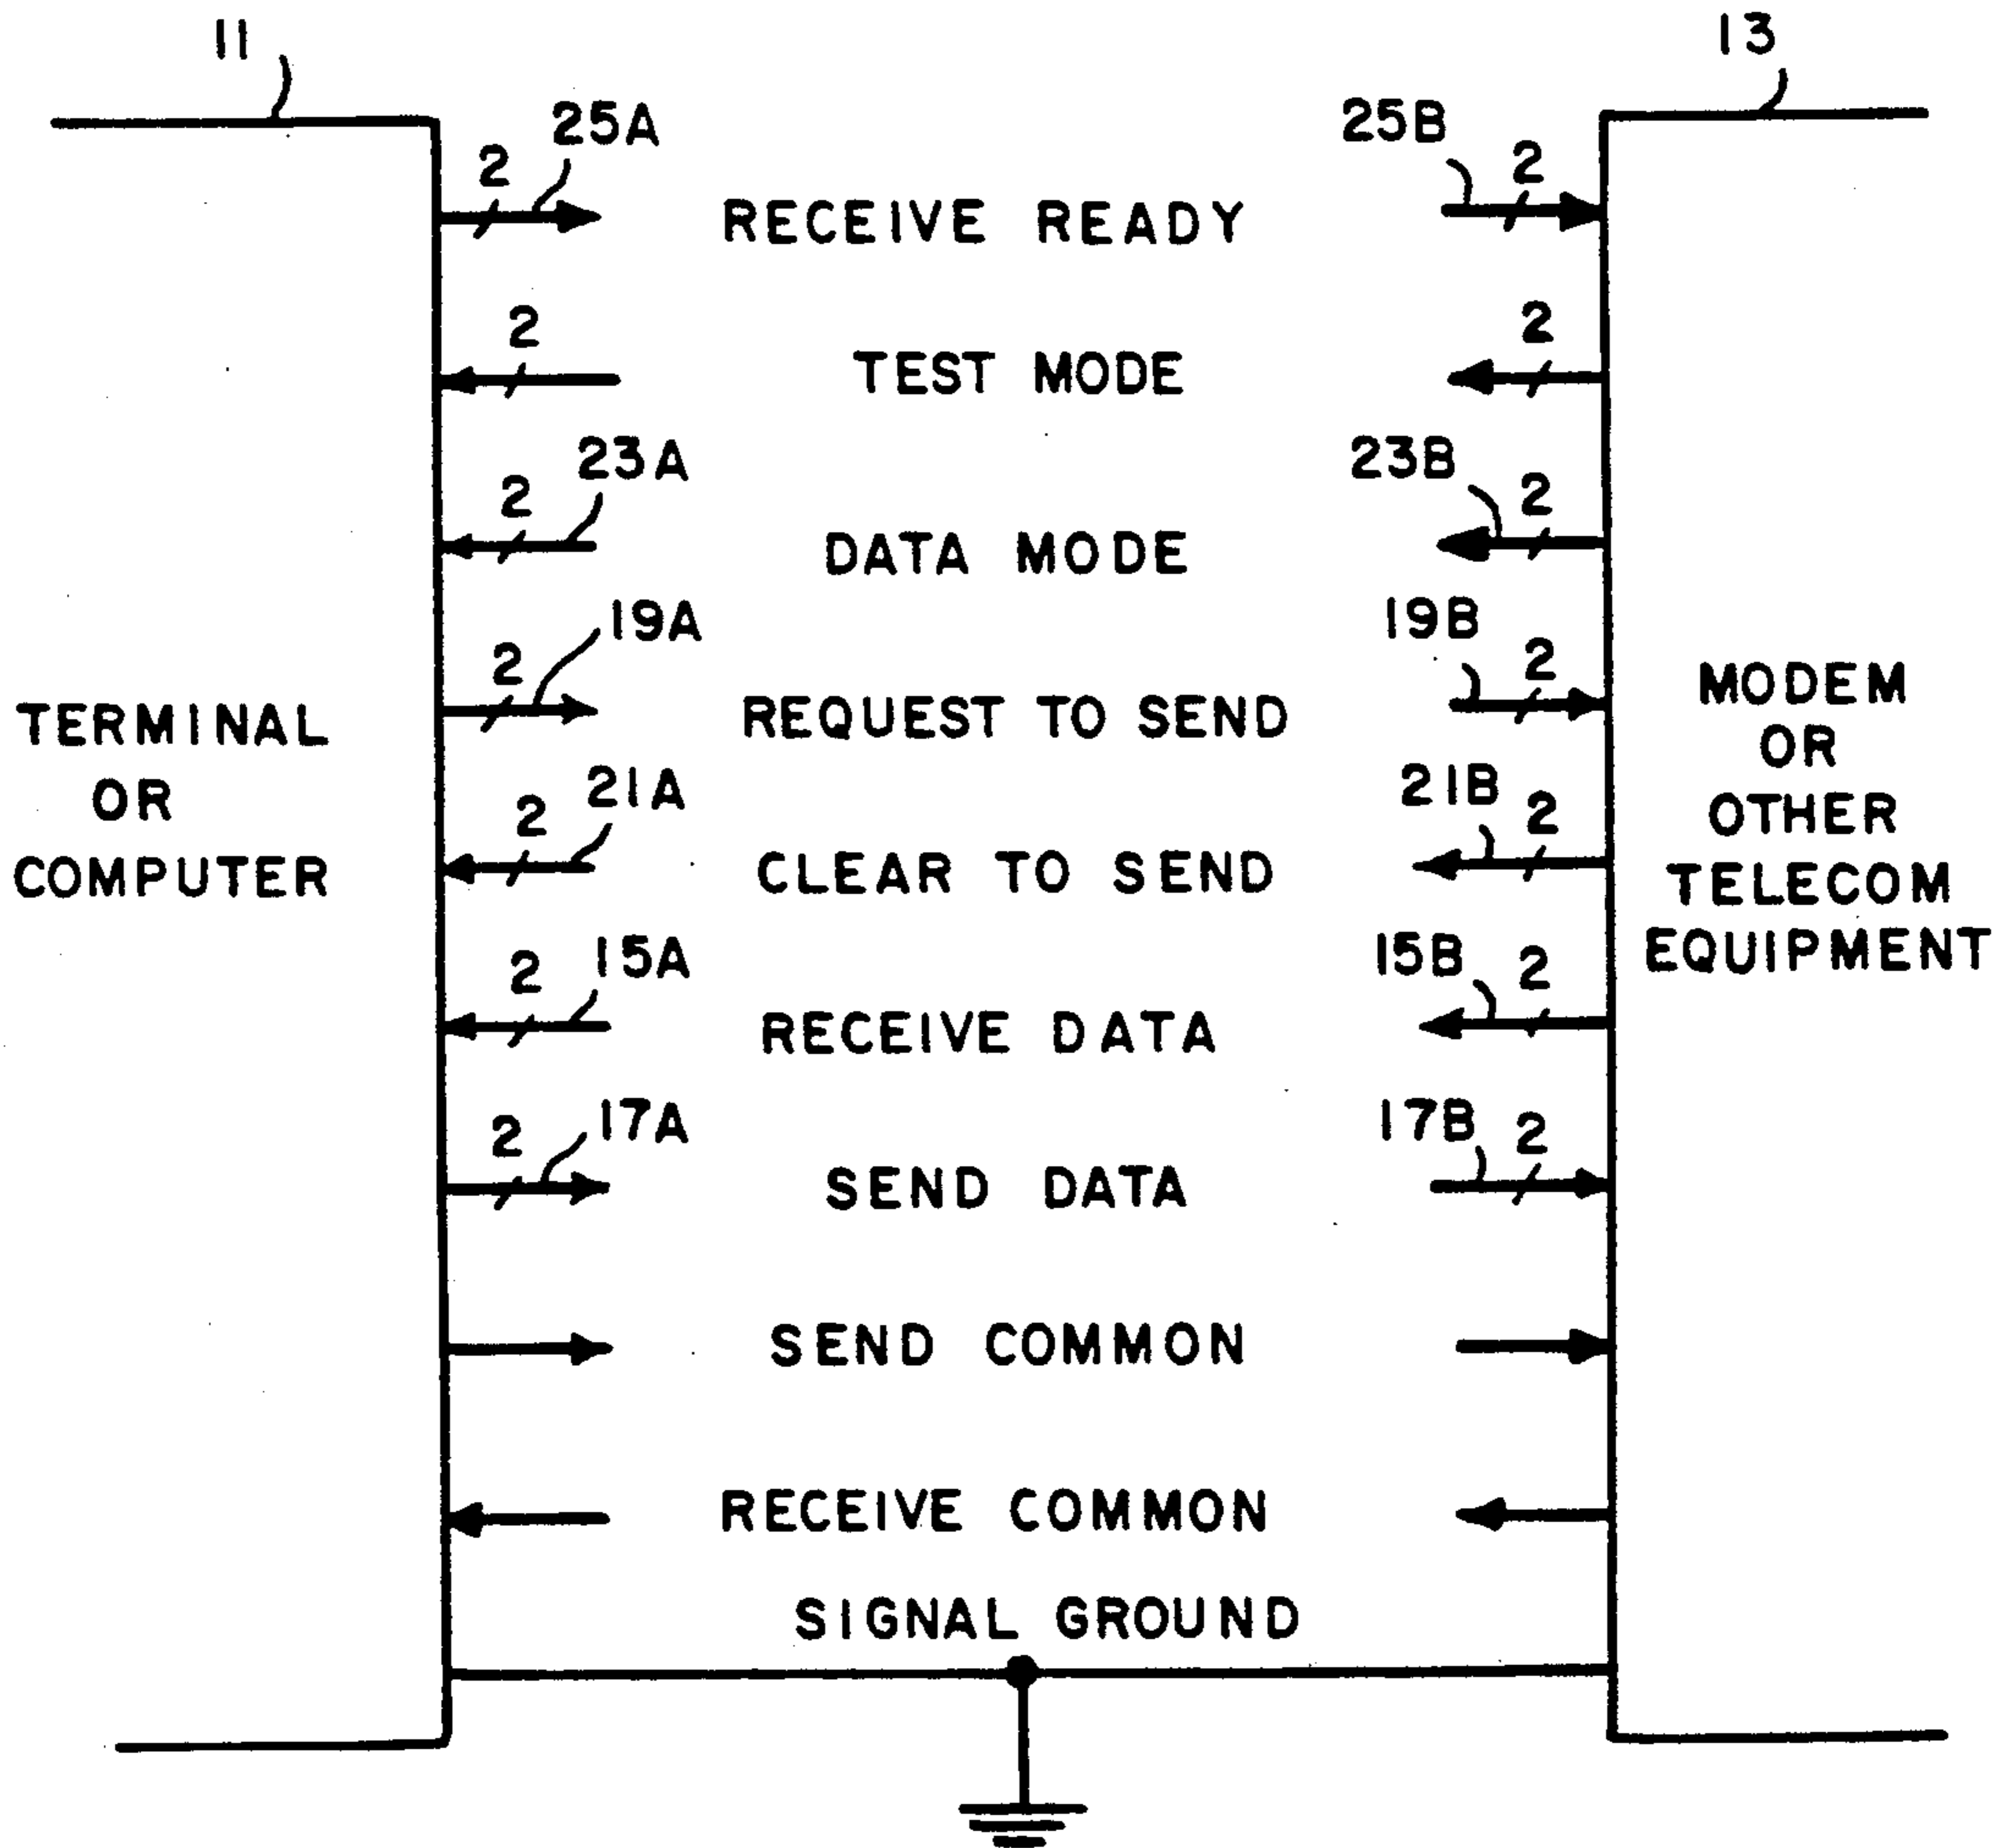 11
13
25A
25B
2
2
RECEIVE READY
2
2
TEST MODE
23A
23B
2
2
DATA MODE
19A
19B
2
2
REQUEST TO SEND
TERMINAL
OR
COMPUTER
MODEM
OR
OTHER
TELECOM
EQUIPMENT
21A
21B
2
2
CLEAR TO SEND
15A
15B
2
2
RECEIVE DATA
17A
17B
2
2
SEND DATA
SEND COMMON
RECEIVE COMMON
SIGNAL GROUND